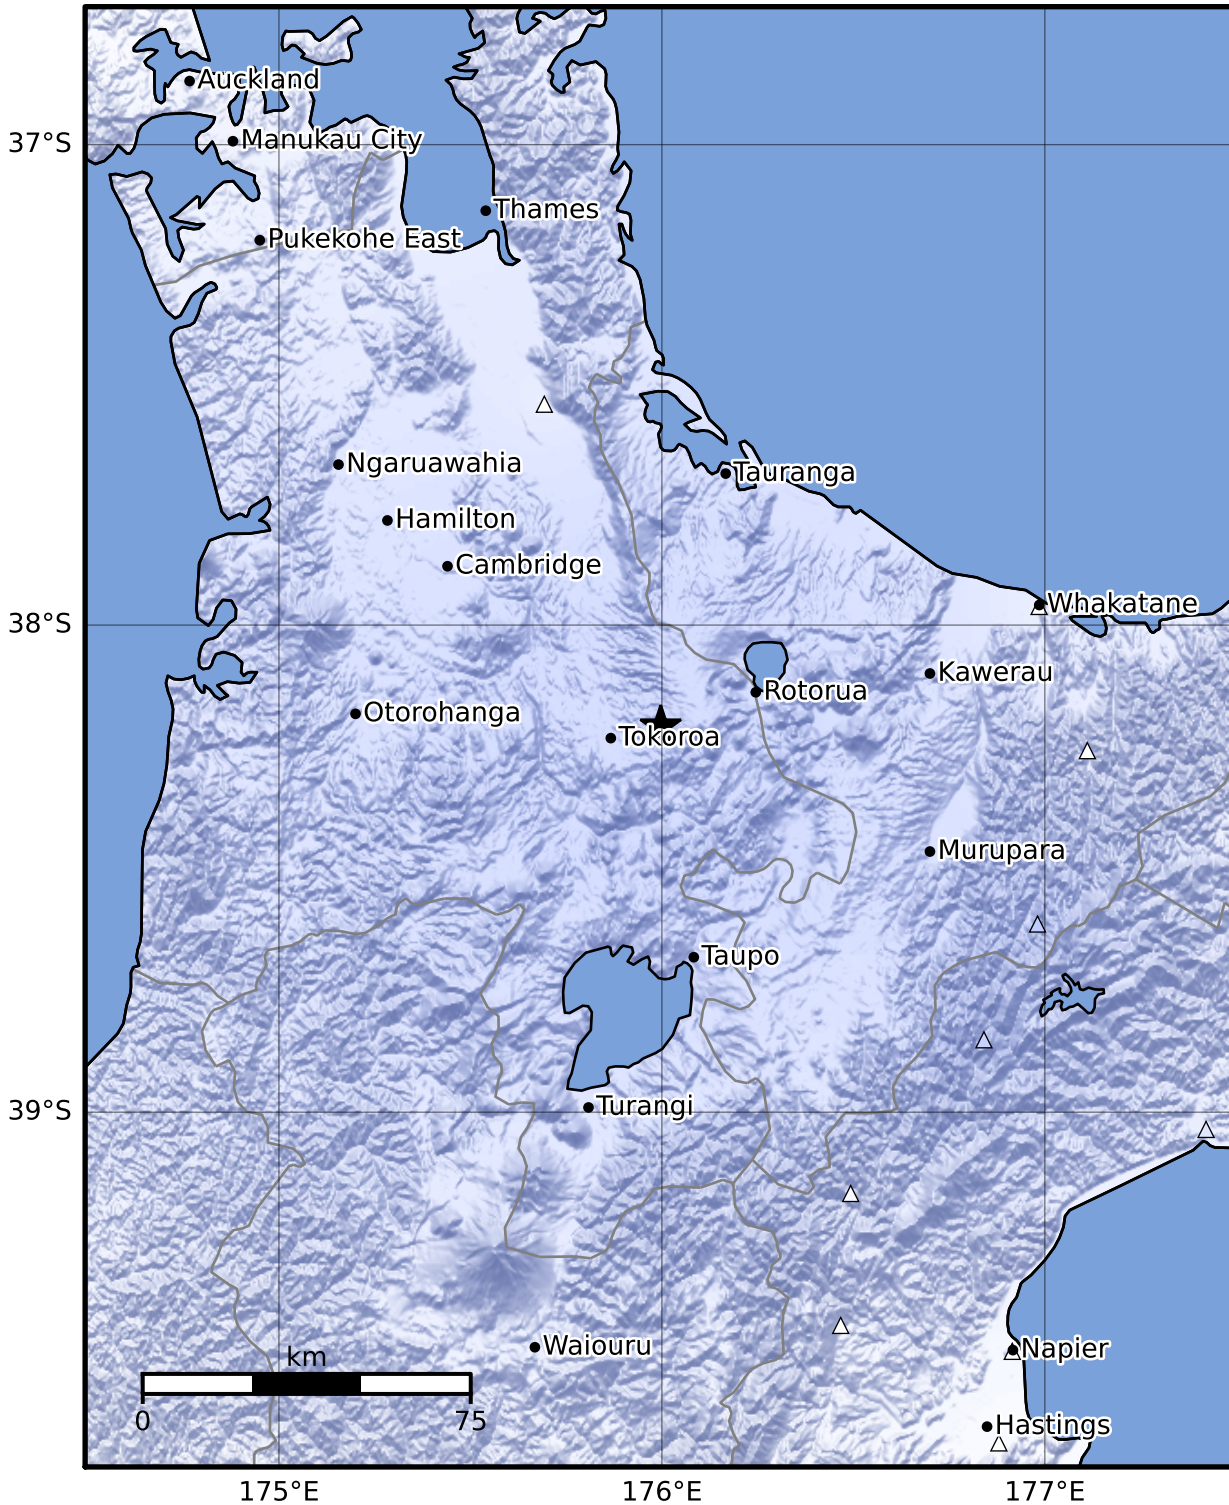 Auckland
37°S
Manukau City
Thames
Pukekohe East
Ngaruawahia
Tauranga
Hamilton
Cambridge
Whakatane
38°S
Kawerau
Rotorua
Otorohanga
Tokoroa
Murupara
Taupo
Turangi
39°S
Waiouru
Napier
km
0
75
Hastings
175°E
176°E
177°E